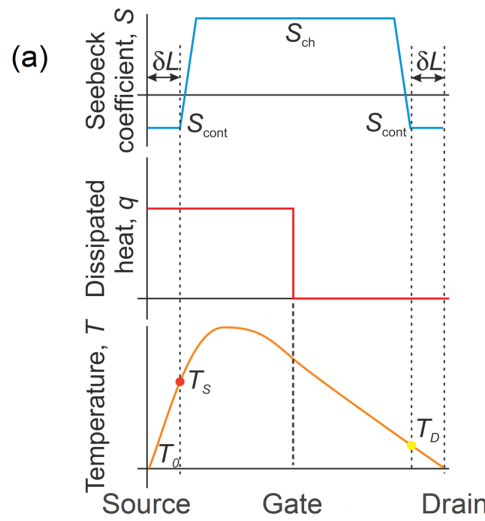 (a)
Seebeck
coefficient, S
δL
S_ch
δL
S_cont
S_cont
Dissipated
heat, q
Temperature, T
T_S
T_0
T_D
Source
Gate
Drain